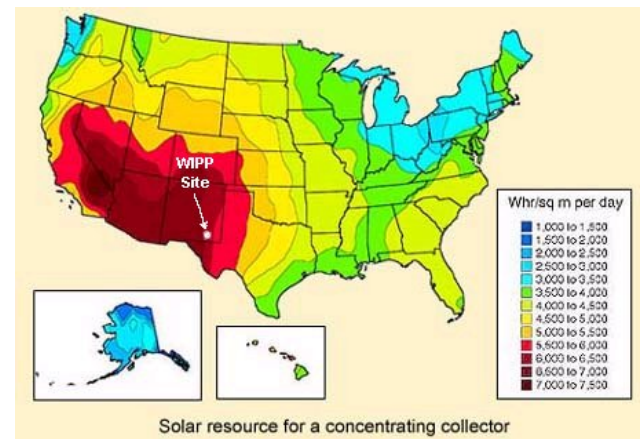 WIPP
Site
Whr/sq m per day
1,000 to 1,500
1,500 to 2,000
2,000 to 2,500
2,500 to 3,000
3,000 to 3,500
3,500 to 4,000
4,000 to 4,500
4,500 to 5,000
5,000 to 5,500
5,500 to 6,000
6,000 to 6,500
6,500 to 7,000
7,000 to 7,500
Solar resource for a concentrating collector